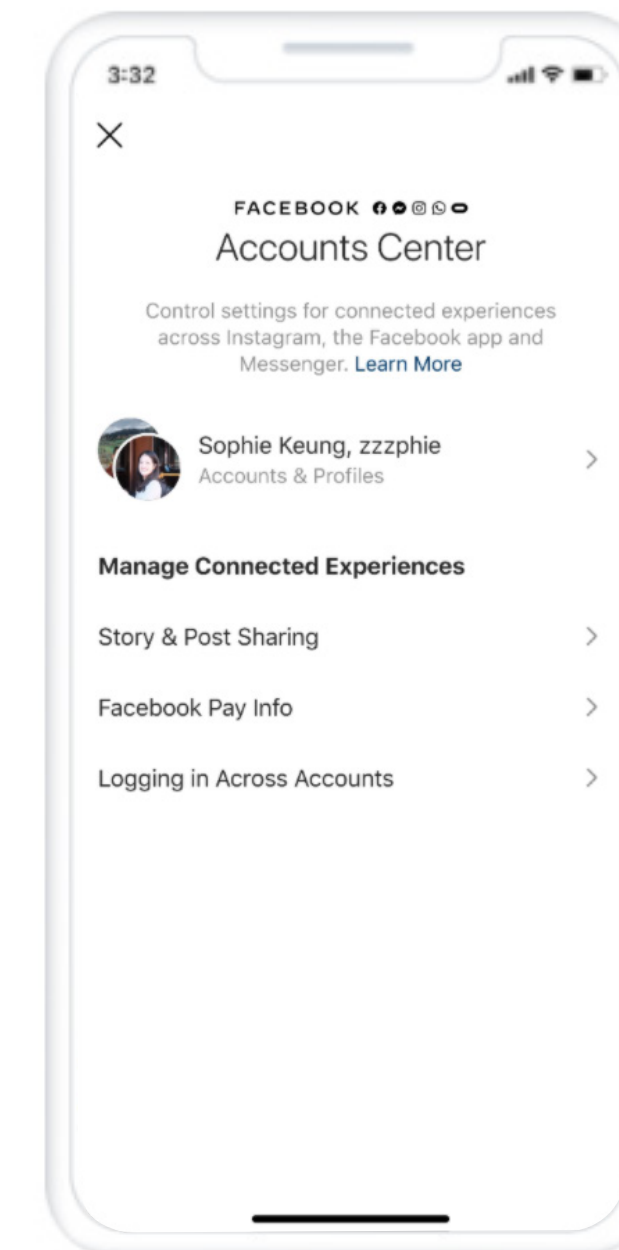 3:32
FACEBOOK
Accounts Center
Control settings for connected experiences
across Instagram, the Facebook app and
Messenger. Learn More
Sophie Keung, zzzphie
Accounts & Profiles
Manage Connected Experiences
Story & Post Sharing
Facebook Pay Info
Logging in Across Accounts